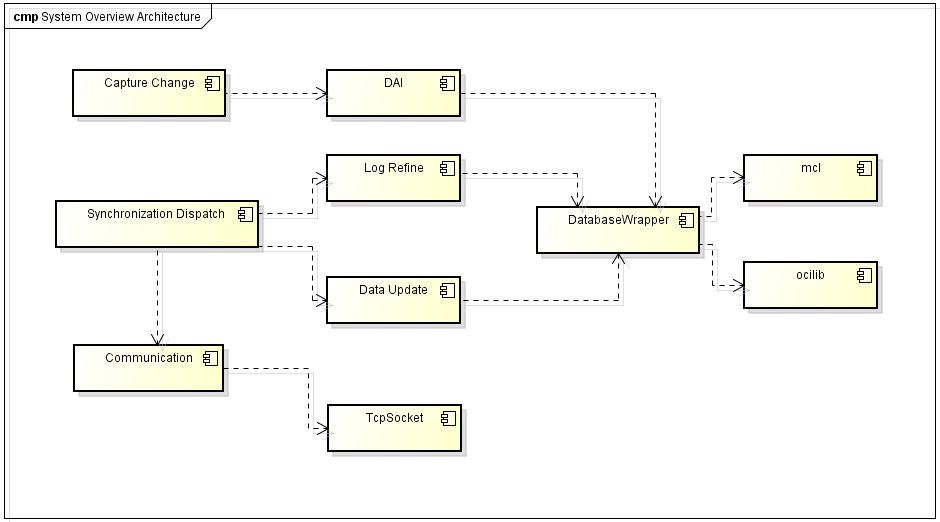 cmp System Overview Architecture
Capture Change
DAI
Log Refine
mcl
Synchronization Dispatch
DatabaseWrapper
ocilib
Data Update
Communication
TcpSocket